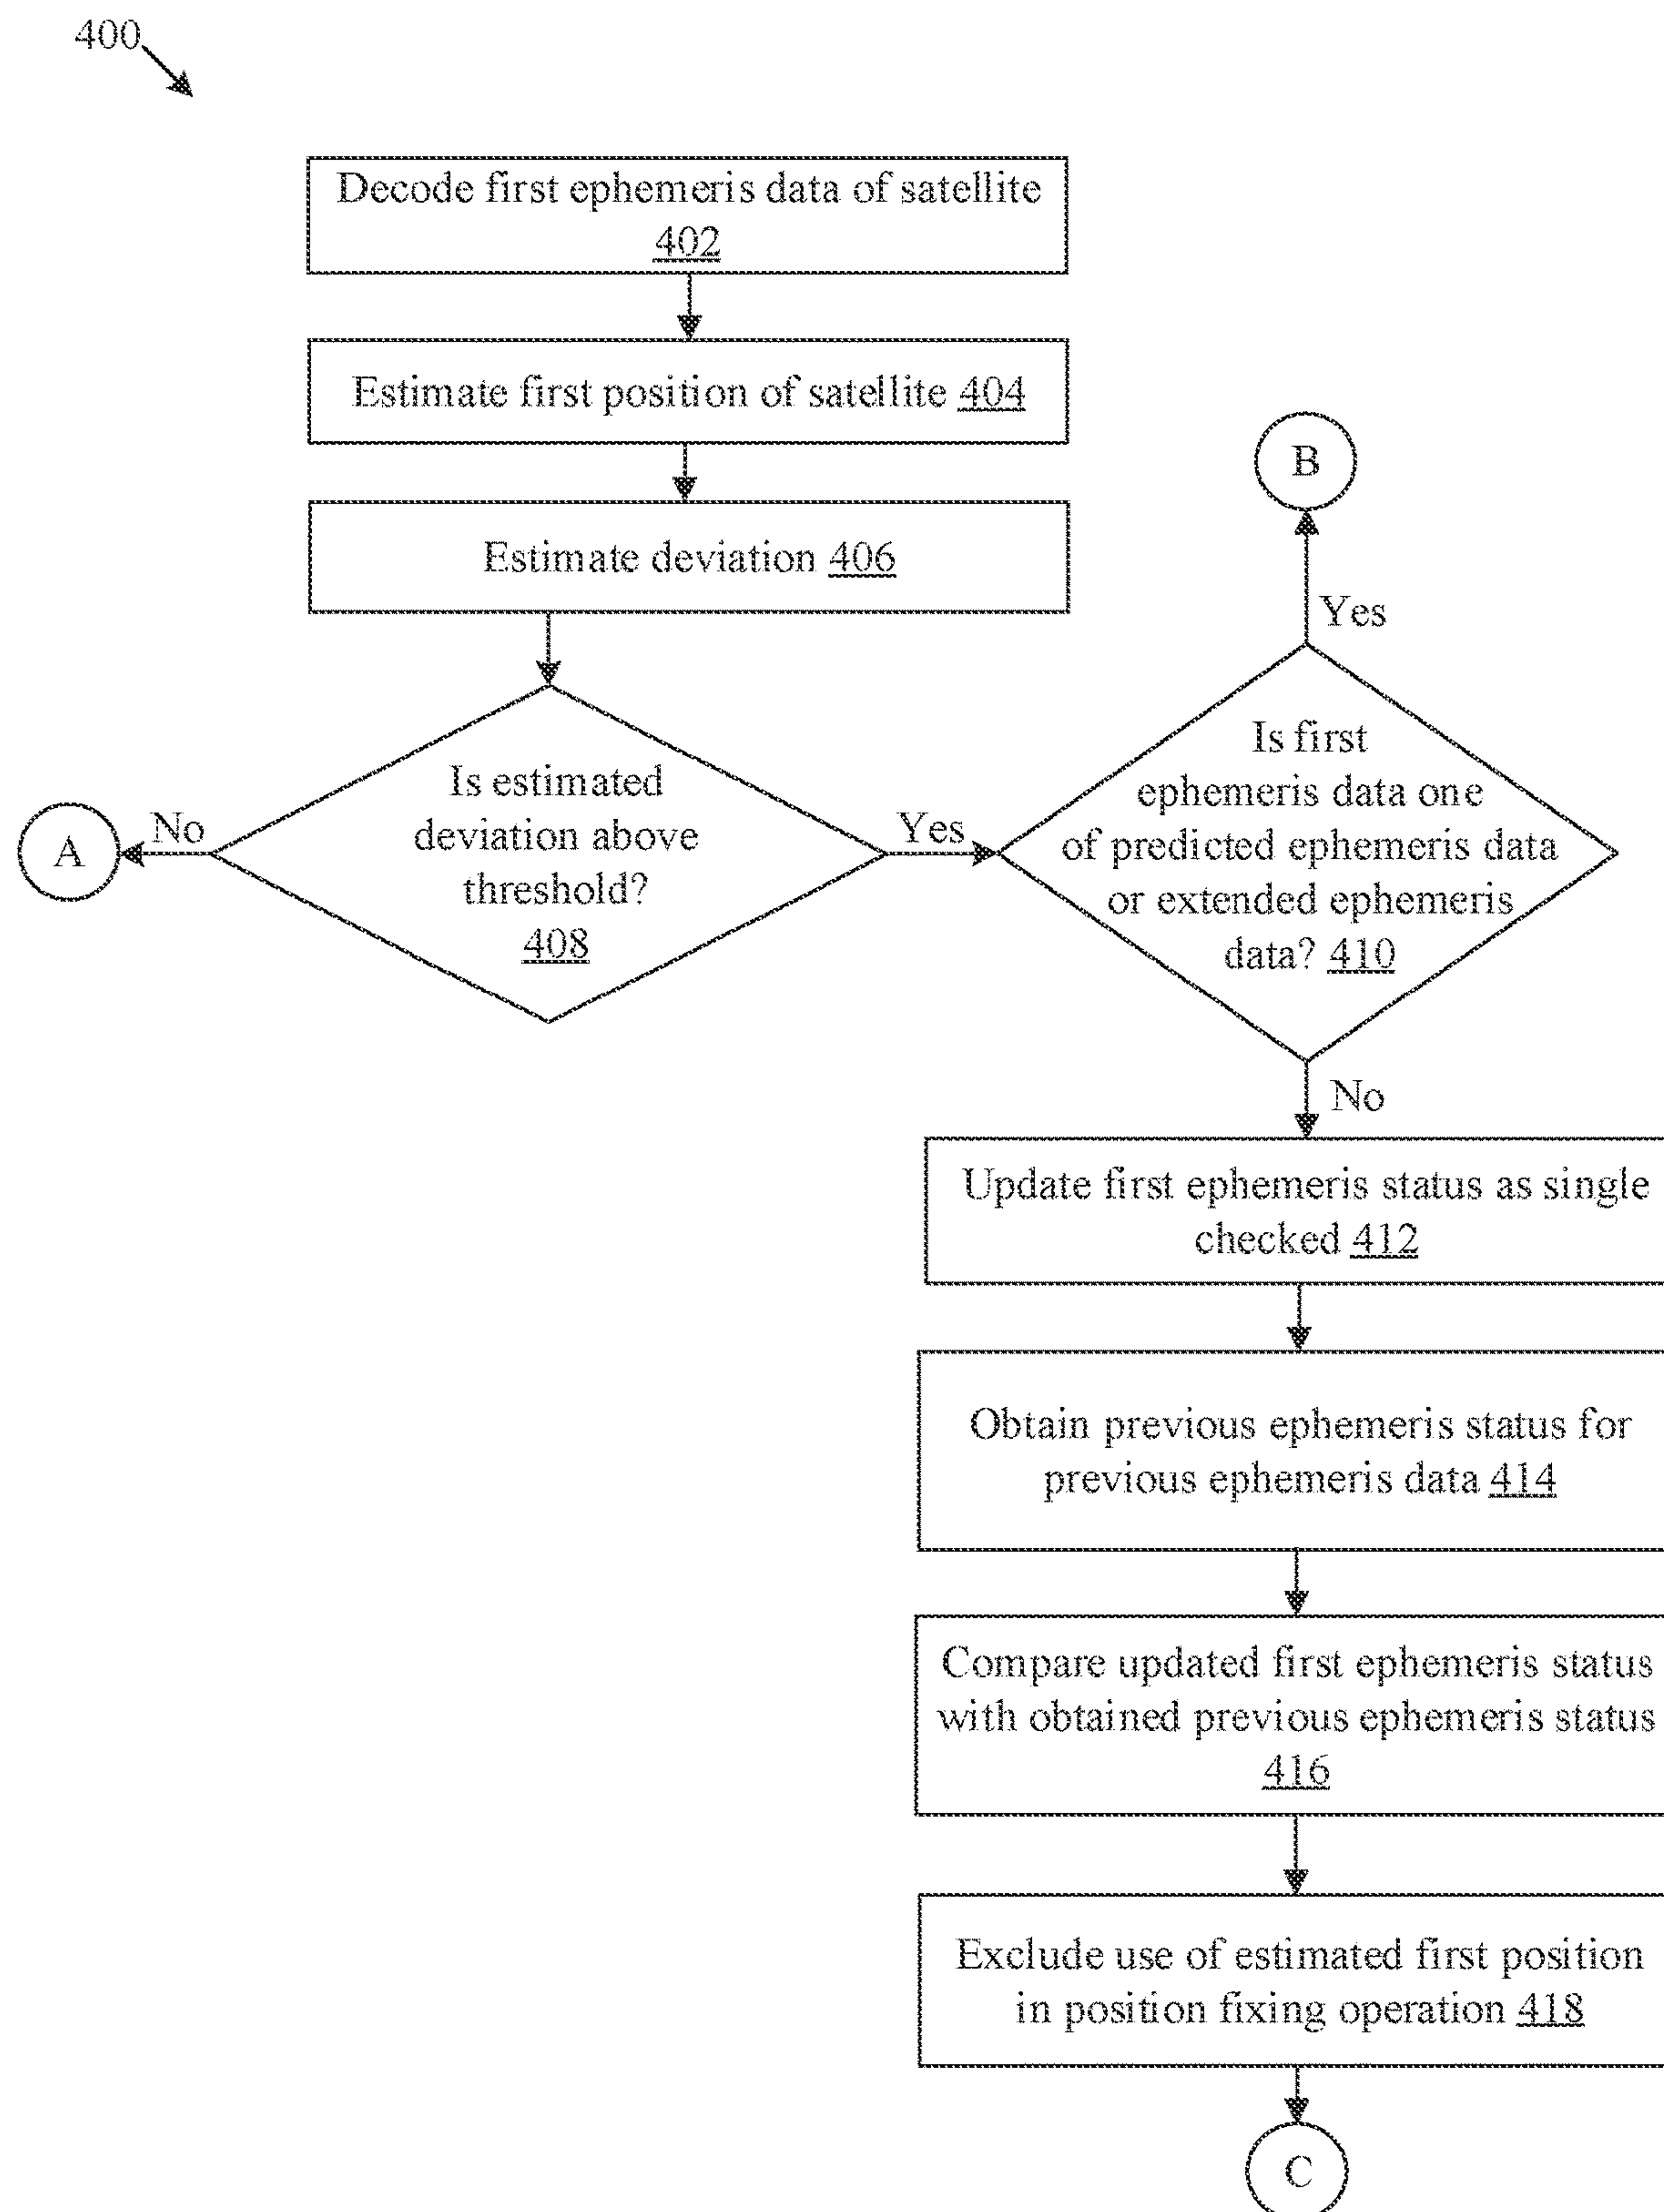 400
Decode first ephemeris data of satellite
402
Estimate first position of satellite 404
Estimate deviation 406
B
Yes
Is estimated
deviation above
threshold?
408
No
A
Yes
Is first
ephemeris data one
of predicted ephemeris data
or extended ephemeris
data? 410
No
Update first ephemeris status as single
checked 412
Obtain previous ephemeris status for
previous ephemeris data 414
Compare updated first ephemeris status
with obtained previous ephemeris status
416
Exclude use of estimated first position
in position fixing operation 418
C